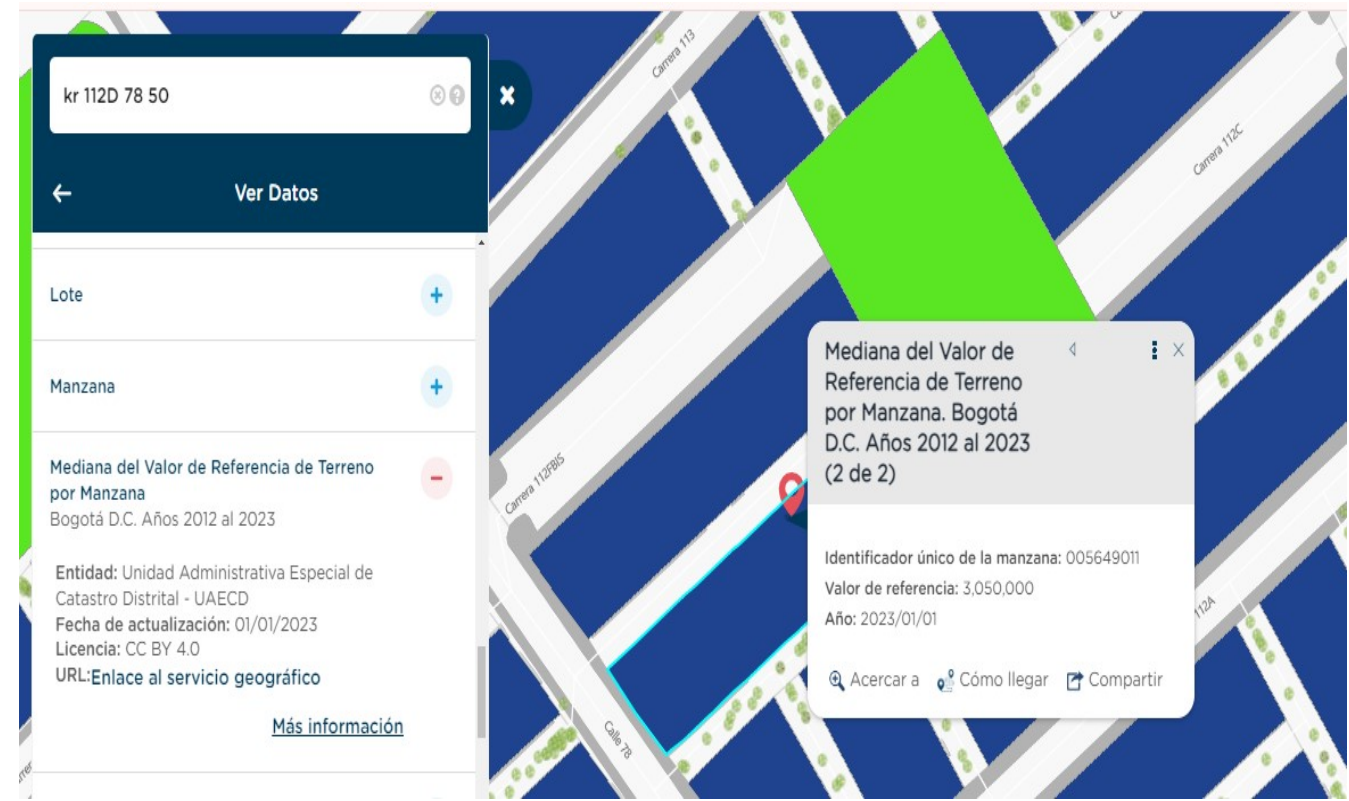 kr 112D 78 50
Ver Datos
Lote
Manzana
Mediana del Valor de Referencia de Terreno
por Manzana
Bogotá D.C. Años 2012 al 2023
Entidad: Unidad Administrativa Especial de
Catastro Distrital - UAECD
Fecha de actualización: 01/01/2023
Licencia: CC BY 4.0
URL:Enlace al servicio geográfico
Más información
Carrera 113
Carrera 112C
Carrera 112FBIS
Calle 78
112A
Mediana del Valor de
Referencia de Terreno
por Manzana. Bogotá
D.C. Años 2012 al 2023
(2 de 2)
Identificador único de la manzana: 005649011
Valor de referencia: 3,050,000
Año: 2023/01/01
Acercar a Cómo llegar Compartir